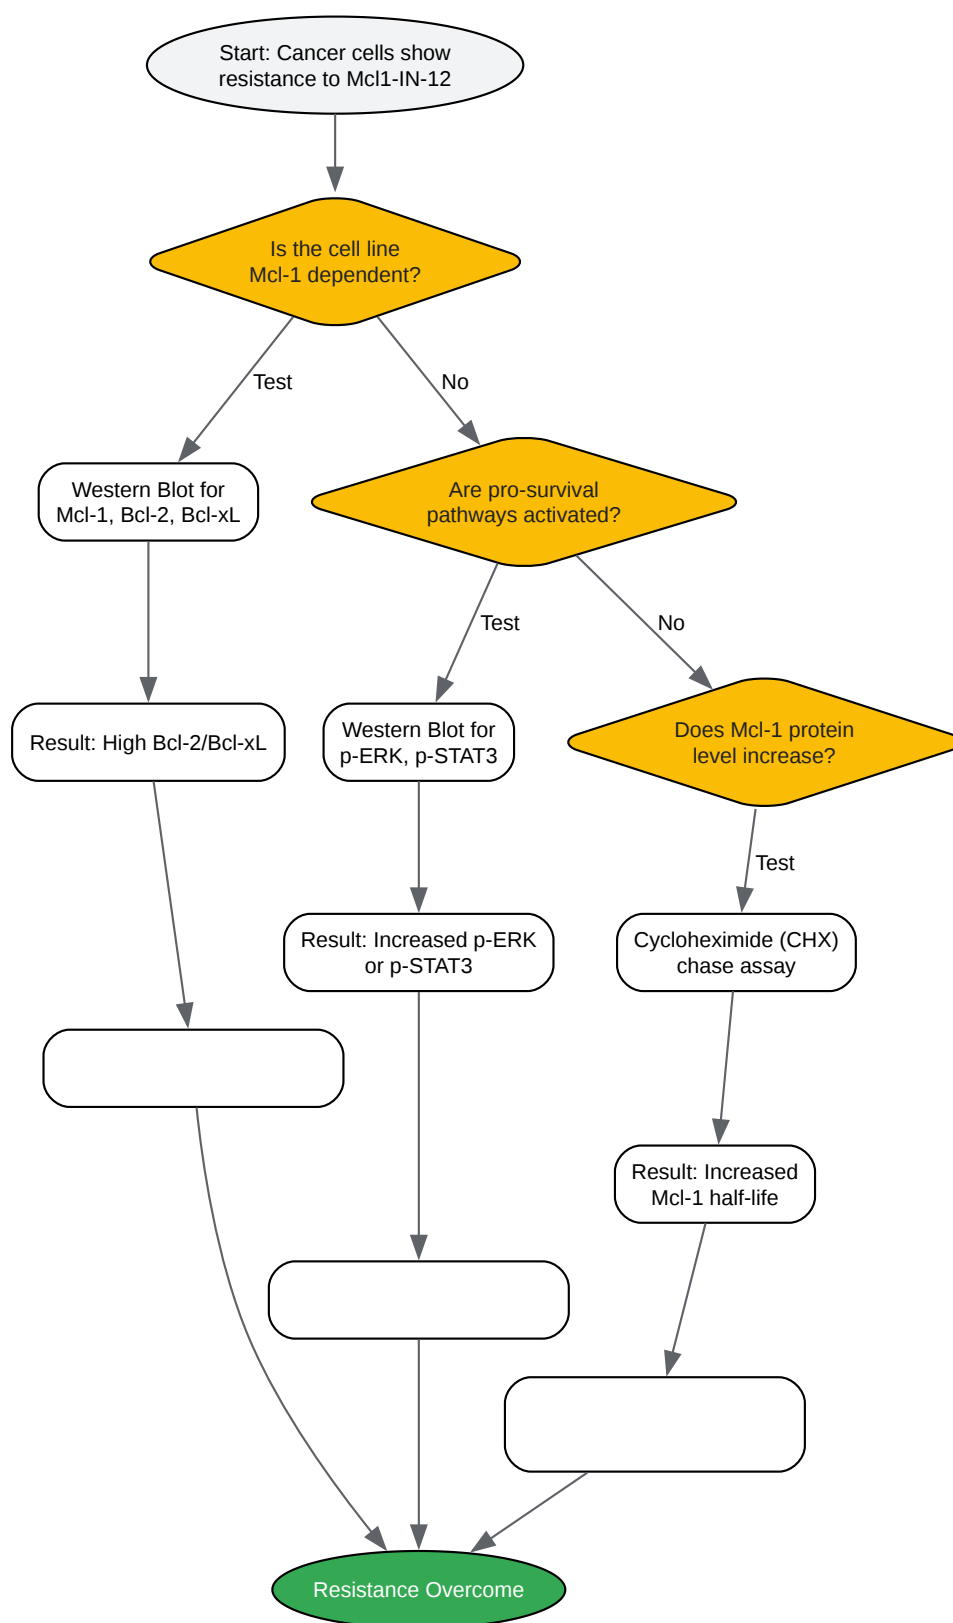 Start: Cancer cells show
resistance to Mcl1-IN-12
Is the cell line
Mcl-1 dependent?
Test
No
Western Blot for
Mcl-1, Bcl-2, Bcl-xL
Are pro-survival
pathways activated?
Test
No
Result: High Bcl-2/Bcl-xL
Western Blot for
p-ERK, p-STAT3
Does Mcl-1 protein
level increase?
Test
Result: Increased p-ERK
or p-STAT3
Cycloheximide (CHX)
chase assay
Result: Increased
Mcl-1 half-life
Resistance Overcome